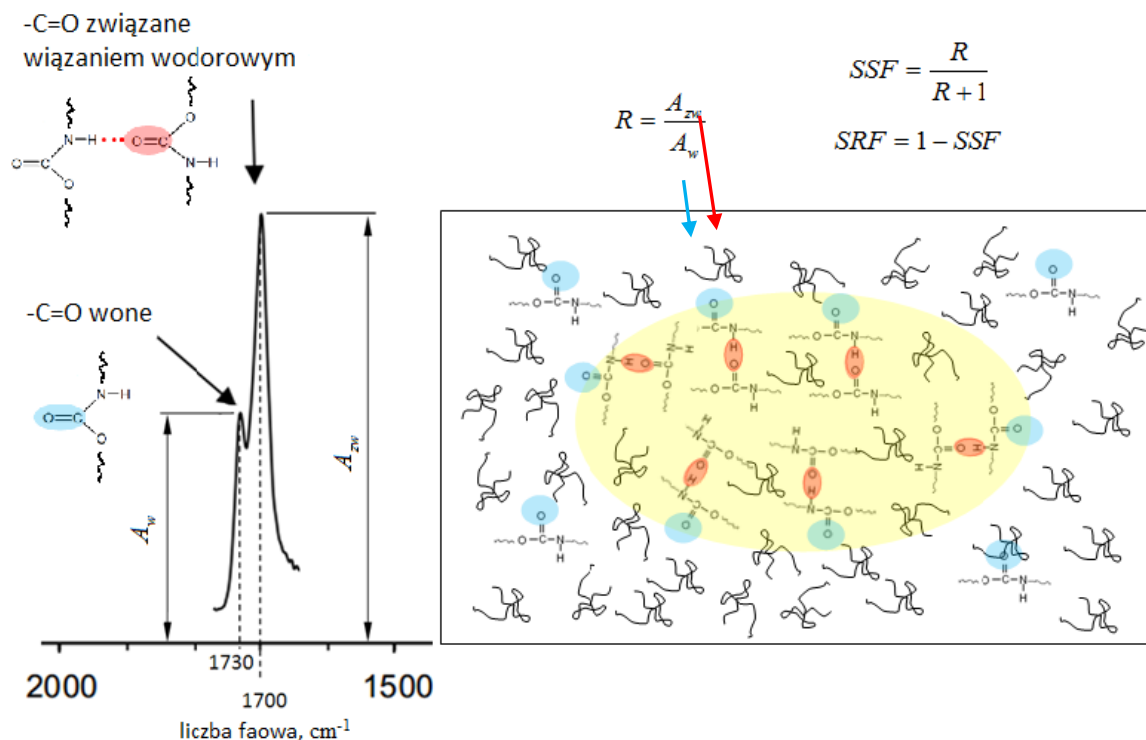 -C=O związane
wiązaniem wodorowym
N-H
O=C
O
O=C
O
N-H
-C=O wone
O=C
N-H
O
A_w
A_zw
1730
1700
2000
1500
liczba faowa, cm⁻¹
R = A_zw / A_w
SSF = R / R + 1
SRF = 1 − SSF